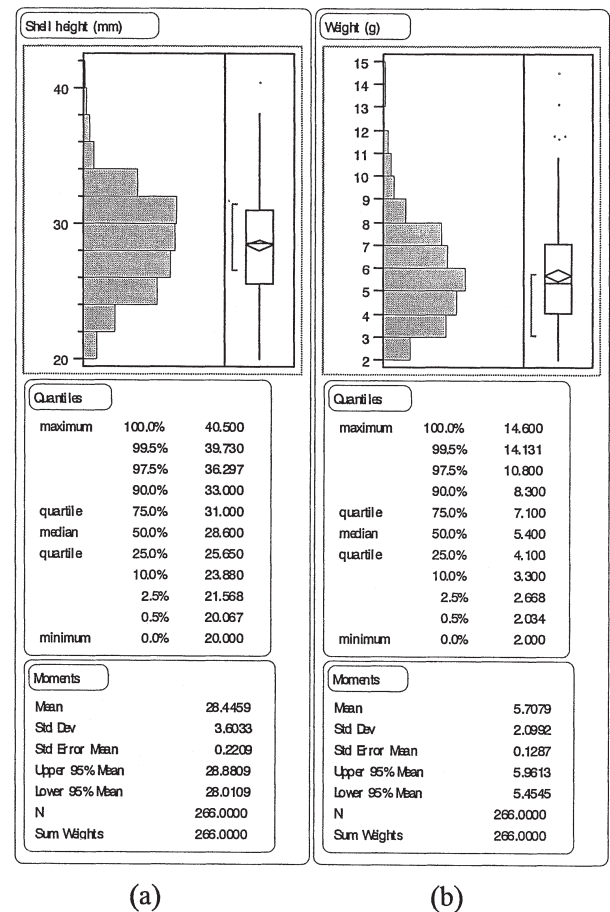 Shell height (mm)
40
30
20
Quantiles
maximum 100.0% 40.500
99.5% 39.730
97.5% 36.297
90.0% 33.000
quartile 75.0% 31.000
median 50.0% 28.600
quartile 25.0% 25.650
10.0% 23.880
2.5% 21.568
0.5% 20.067
minimum 0.0% 20.000
Moments
Mean 28.4459
Std Dev 3.6033
Std Error Mean 0.2209
Upper 95% Mean 28.8809
Lower 95% Mean 28.0109
N 266.0000
Sum Weights 266.0000
(a)
Weight (g)
15
14
13
12
11
10
9
8
7
6
5
4
3
2
Quantiles
maximum 100.0% 14.600
99.5% 14.131
97.5% 10.800
90.0% 8.300
quartile 75.0% 7.100
median 50.0% 5.400
quartile 25.0% 4.100
10.0% 3.300
2.5% 2.668
0.5% 2.034
minimum 0.0% 2.000
Moments
Mean 5.7079
Std Dev 2.0992
Std Error Mean 0.1287
Upper 95% Mean 5.9613
Lower 95% Mean 5.4545
N 266.0000
Sum Weights 266.0000
(b)